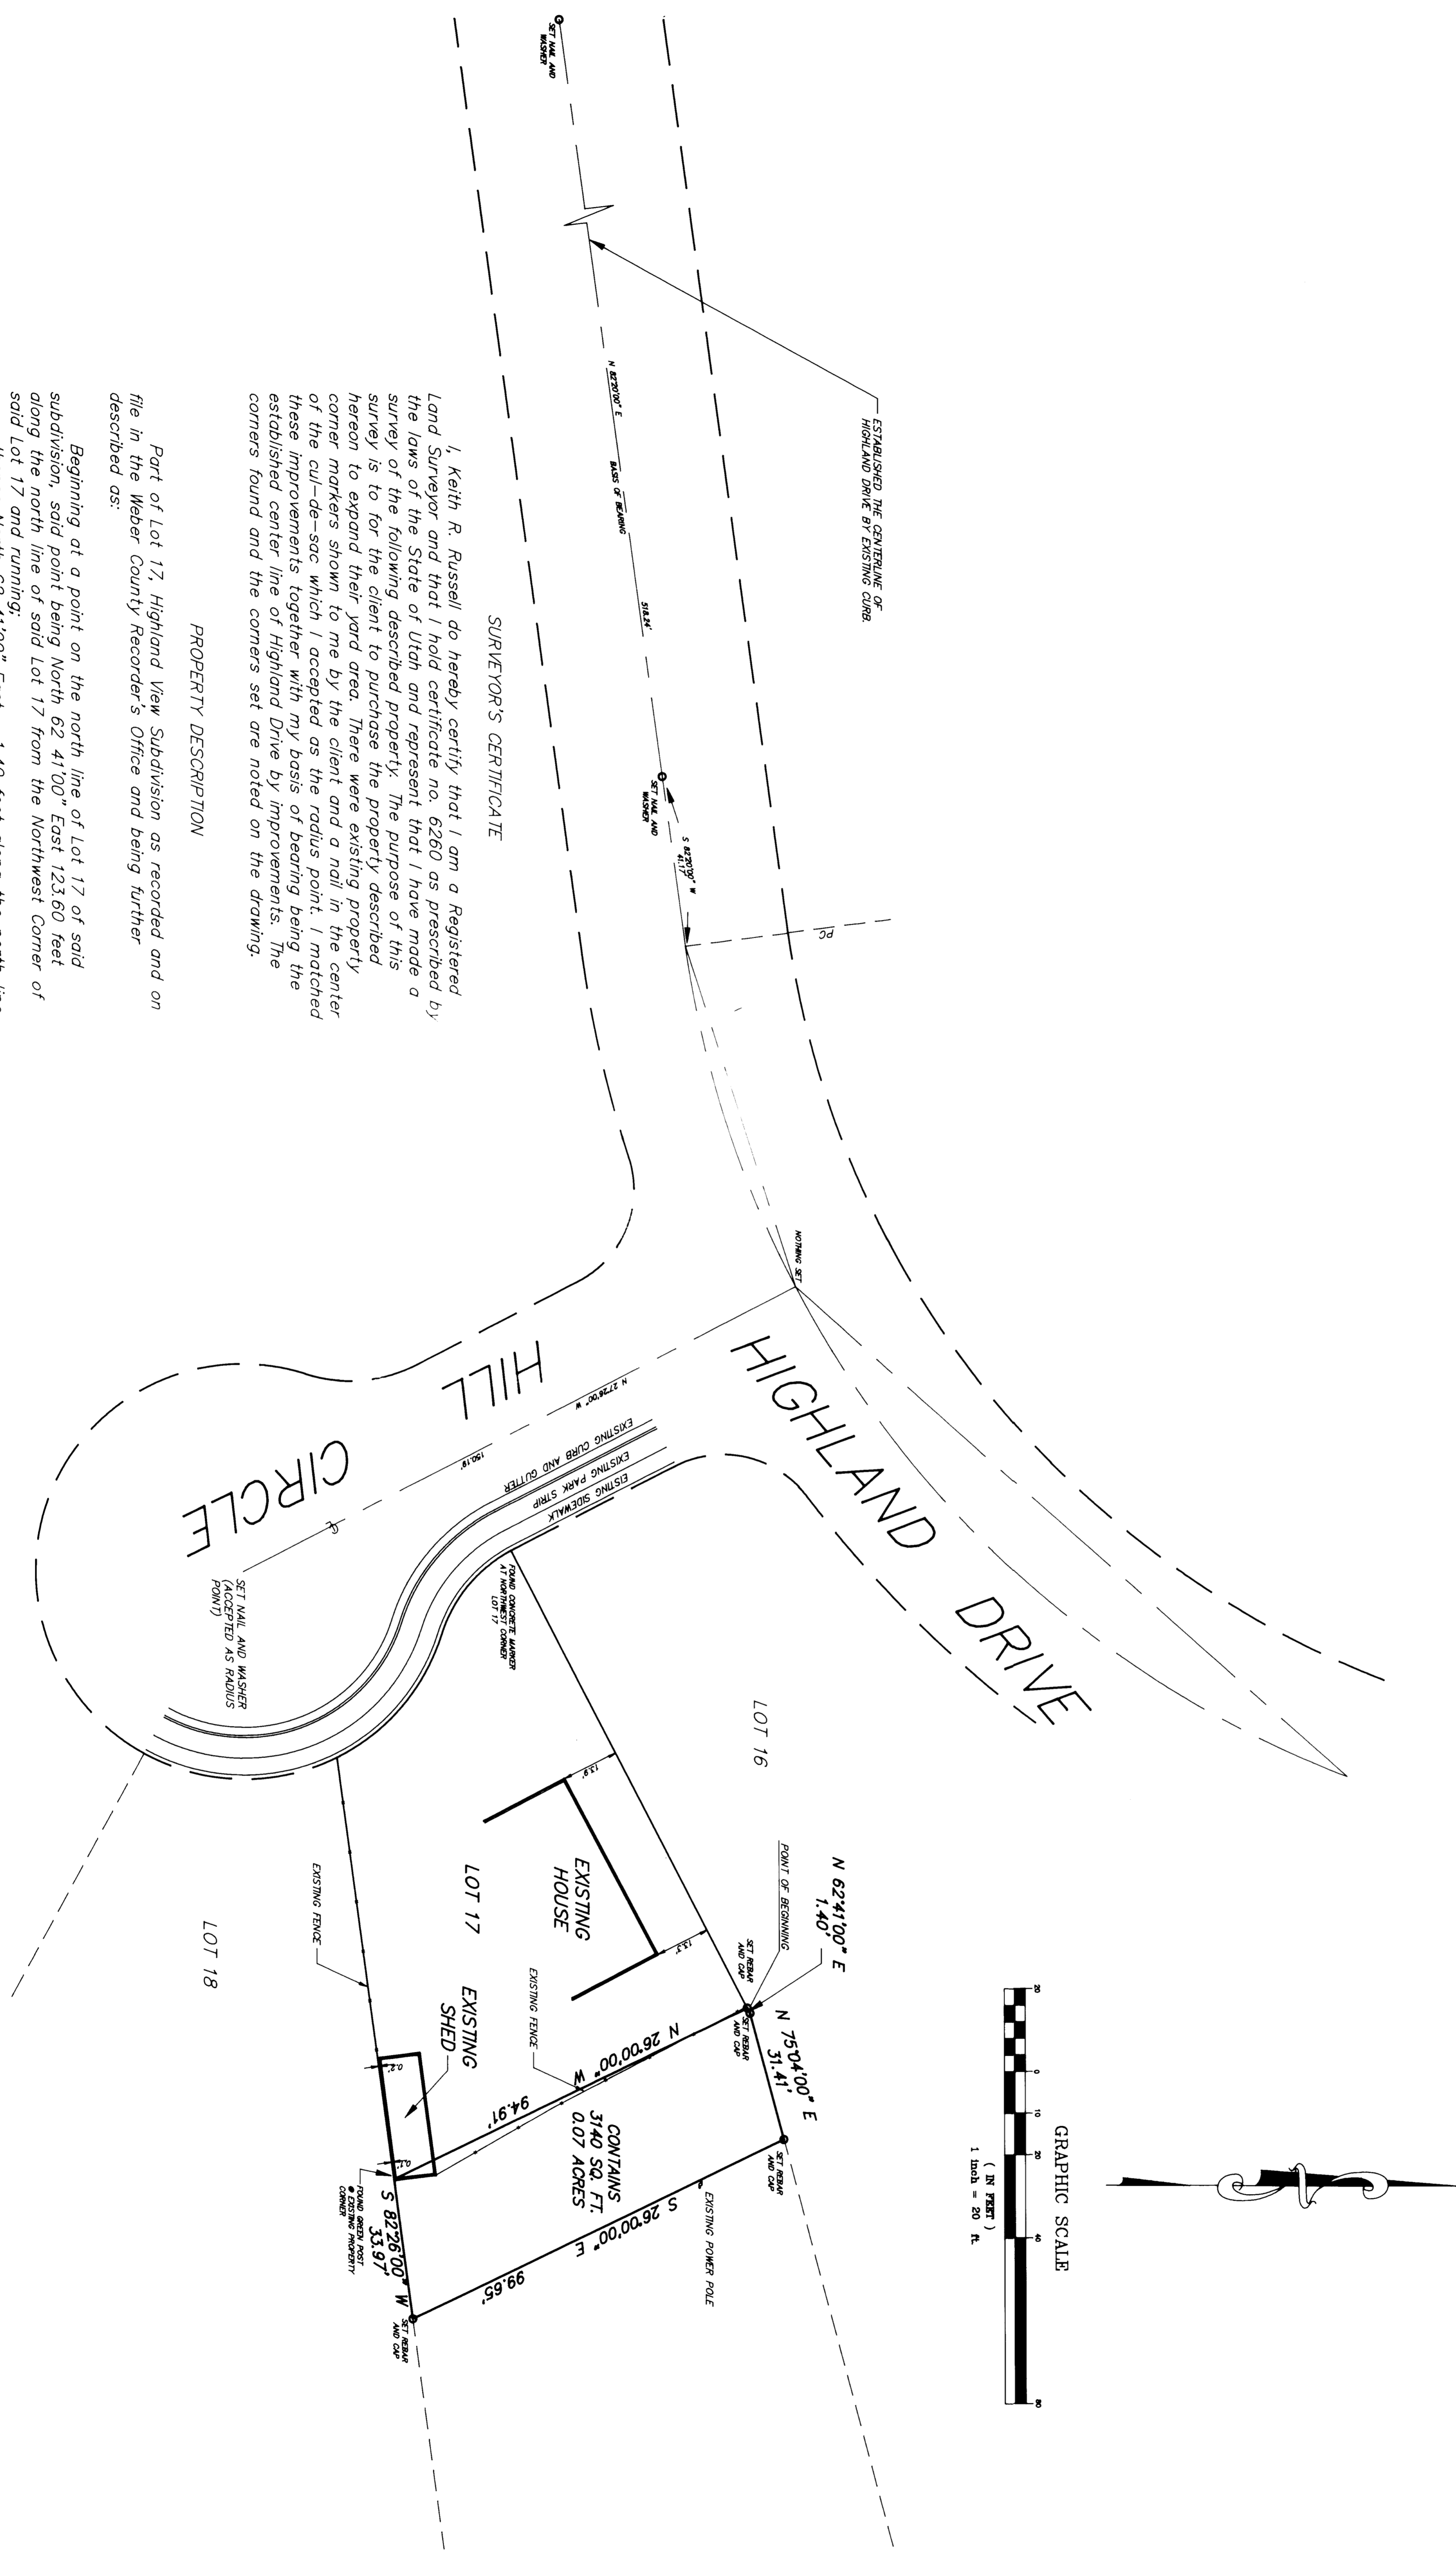 SET NAIL AND
WASHER
ESTABLISHED THE CENTERLINE OF
HIGHLAND DRIVE BY EXISTING CURB.
N 82°20'00" E
BASIS OF BEARING
518.24'
SET NAIL AND
WASHER
S 82°20'00" W
41.17'
PC
NOTHING SET
HIGHLAND DRIVE
HILL
CIRCLE
N 27°26'00" W
150.19'
EXISTING CURB AND GUTTER
EXISTING PARK STRIP
EISTING SIDEWALK
SET NAIL AND WASHER
(ACCEPTED AS RADIUS
POINT)
FOUND CONCRETE MARKER
AT NORTHWEST CORNER
LOT 17
LOT 16
13.9'
EXISTING
HOUSE
13.3'
LOT 17
EXISTING FENCE
LOT 18
EXISTING
SHED
0.2'
0.1'
EXISTING FENCE
POINT OF BEGINNING
N 62°41'00" E
1.40'
SET REBAR
AND CAP
SET REBAR
AND CAP
N 75°04'00" E
31.41'
SET REBAR
AND CAP
N 26°00'00" W
94.91'
CONTAINS
3140 SQ. FT.
0.07 ACRES
S 26°00'00" E
99.65'
EXISTING POWER POLE
S 82°26'00" W
33.97'
FOUND GREEN POST
@ EXISTING PROPERTY
CORNER
SET REBAR
AND CAP
GRAPHIC SCALE
20 0 10 20 40 80
( IN FEET )
1 inch = 20 ft.
SURVEYOR'S CERTIFICATE
I, Keith R. Russell do hereby certify that I am a Registered
Land Surveyor and that I hold certificate no. 6260 as prescribed by
the laws of the State of Utah and represent that I have made a
survey of the following described property. The purpose of this
survey is to for the client to purchase the property described
hereon to expand their yard area. There were existing property
corner markers shown to me by the client and a nail in the center
of the cul-de-sac which I accepted as the radius point. I matched
these improvements together with my basis of bearing being the
established center line of Highland Drive by improvements. The
corners found and the corners set are noted on the drawing.
PROPERTY DESCRIPTION
Part of Lot 17, Highland View Subdivision as recorded and on
file in the Weber County Recorder's Office and being further
described as:
Beginning at a point on the north line of Lot 17 of said
subdivision, said point being North 62 41'00" East 123.60 feet
along the north line of said Lot 17 from the Northwest Corner of
said Lot 17 and running;